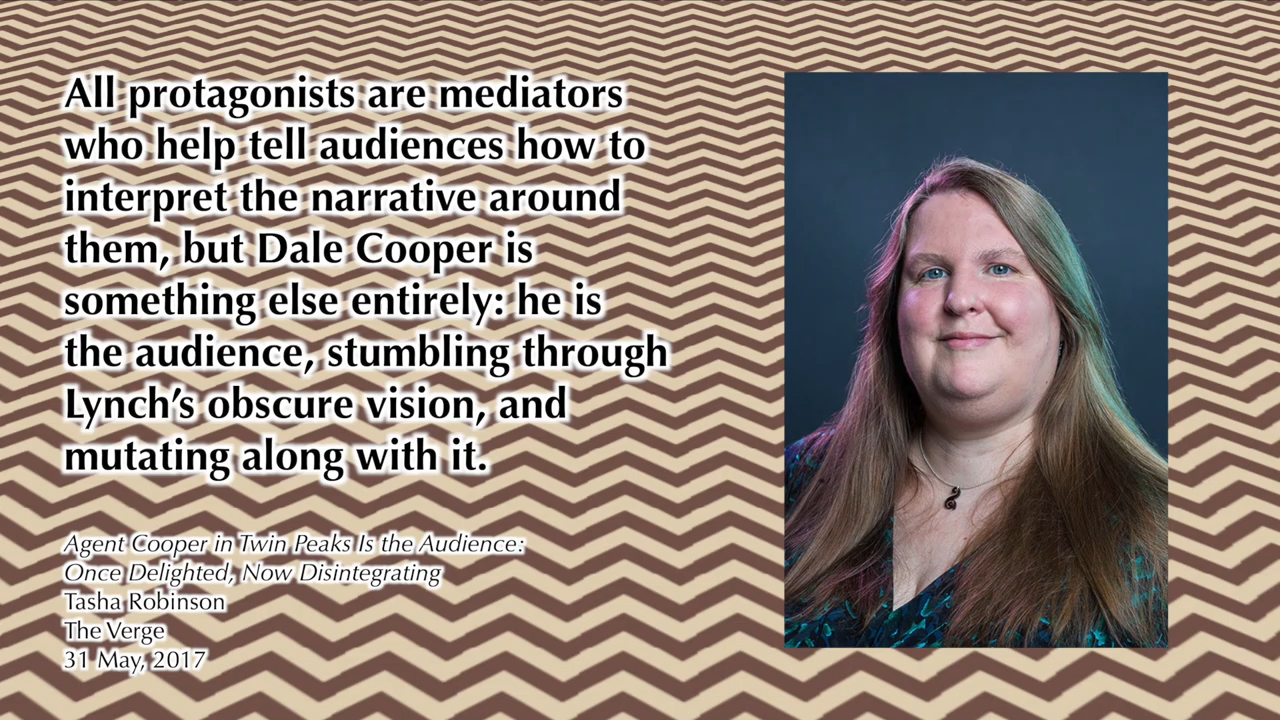 All protagonists are mediators
who help tell audiences how to
interpret the narrative around
them, but Dale Cooper is
something else entirely: he is
the audience, stumbling through
Lynch’s obscure vision, and
mutating along with it.
Agent Cooper in Twin Peaks Is the Audience:
Once Delighted, Now Disintegrating
Tasha Robinson
The Verge
31 May, 2017